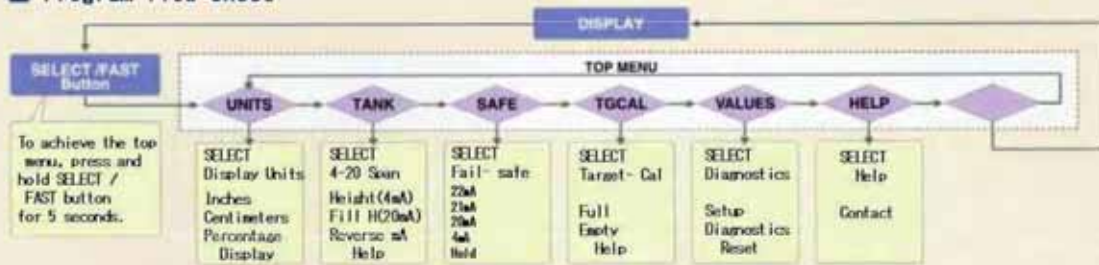 DISPLAY
SELECT /FAST
Button
To achieve the top
menu, press and
hold SELECT /
FAST button
for 5 seconds.
TOP MENU
UNITS
TANK
SAFE
TGCAL
VALUES
HELP
SELECT
Display Units
Inches
Centimeters
Percentage
Display
SELECT
4-20 Span
Height(4mA)
Fill H(20mA)
Reverse mA
Help
SELECT
Fail- safe
22mA
21mA
20mA
4mA
Hold
SELECT
Target- Cal
Full
Empty
Help
SELECT
Diagnostics
Setup
Diagnostics
Reset
SELECT
Help
Contact